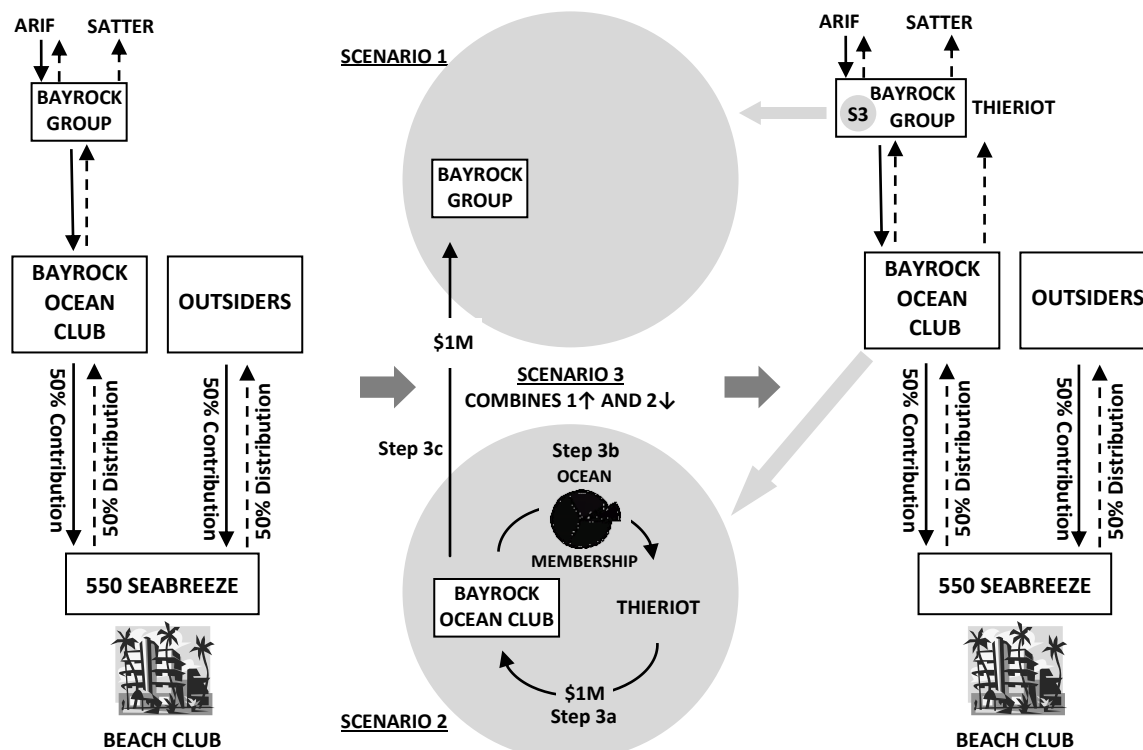 ARIF
SATTER
BAYROCK
GROUP
BAYROCK
OCEAN
CLUB
OUTSIDERS
50% Contribution
50% Distribution
50% Contribution
50% Distribution
550 SEABREEZE
BEACH CLUB
SCENARIO 1
BAYROCK
GROUP
$1M
SCENARIO 3
COMBINES 1↑ AND 2↓
Step 3c
Step 3b
OCEAN
MEMBERSHIP
BAYROCK
OCEAN CLUB
THIERIOT
$1M
Step 3a
SCENARIO 2
ARIF
SATTER
S3
BAYROCK
GROUP
THIERIOT
BAYROCK
OCEAN
CLUB
OUTSIDERS
50% Contribution
50% Distribution
50% Contribution
50% Distribution
550 SEABREEZE
BEACH CLUB